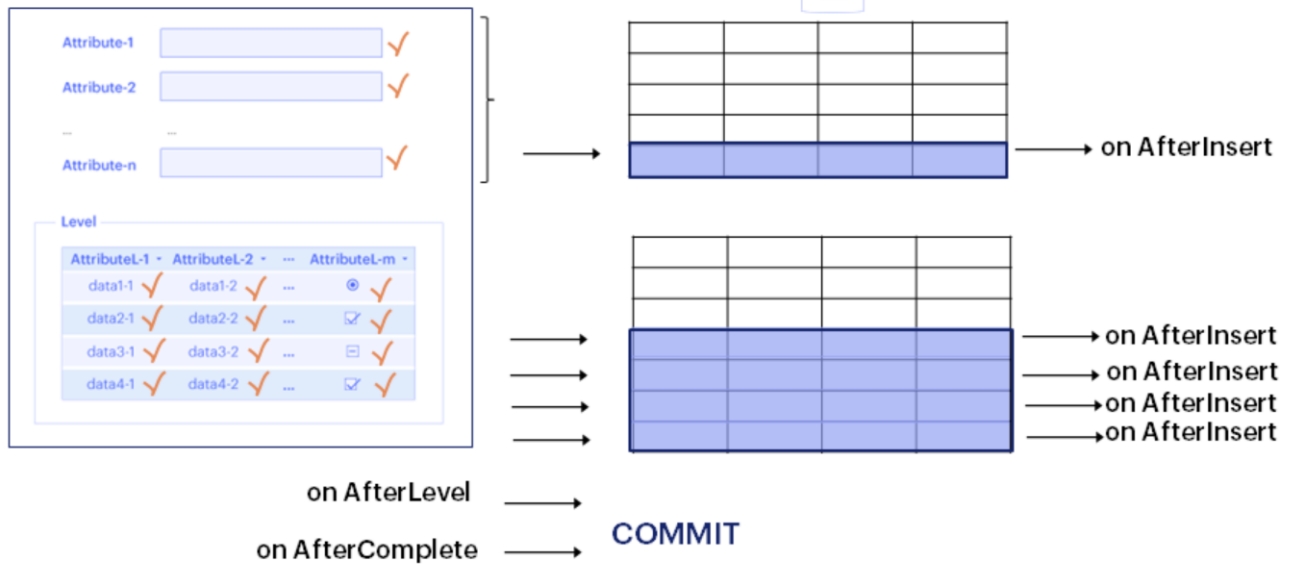 Attribute-1
Attribute-2
... ...
Attribute-n
on AfterInsert
Level
AttributeL-1 AttributeL-2 ... AttributeL-m
data1-1 data1-2 ...
data2-1 data2-2 ...
data3-1 data3-2 ...
data4-1 data4-2 ...
on AfterInsert
on AfterInsert
on AfterInsert
on AfterInsert
on AfterLevel
on AfterComplete
COMMIT